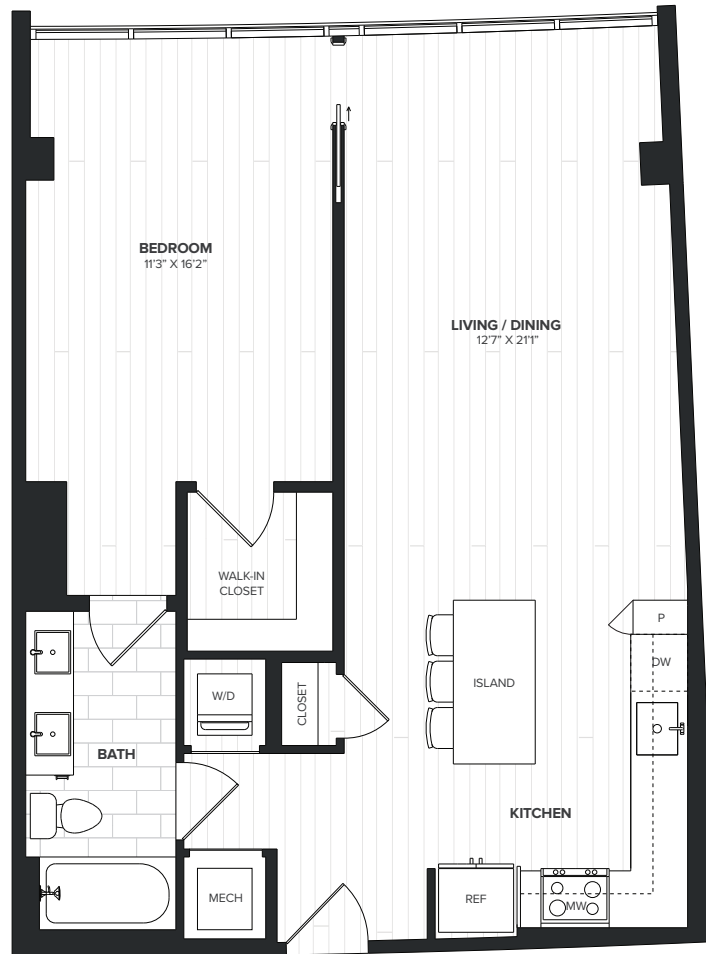 BEDROOM
11'3" X 16'2"
LIVING / DINING
12'7" X 21'1"
WALK-IN
CLOSET
P
DW
W/D
CLOSET
ISLAND
BATH
KITCHEN
MECH
REF
MW